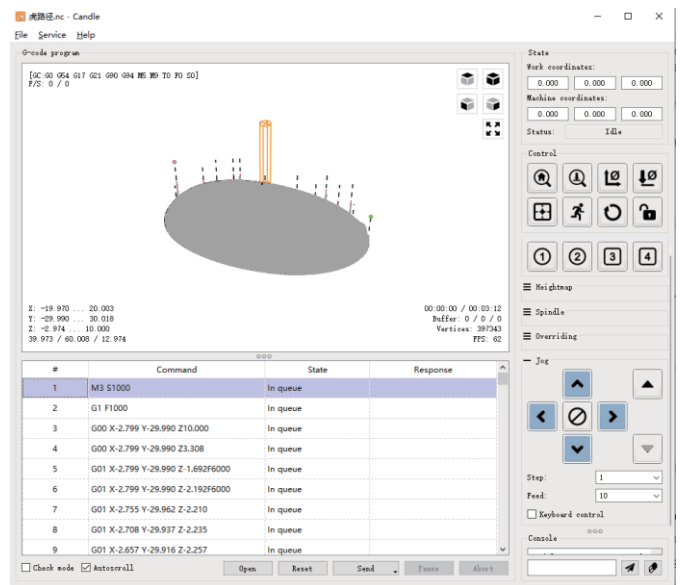 虎路径.nc - Candle
File Service Help
G-code program
[GC:G0 G54 G17 G21 G90 G94 M5 M9 T0 F0 S0]
P/S: 0 / 0
X: -19.970 ... 20.003
Y: -29.990 ... 30.018
Z: -2.974 ... 10.000
39.973 / 60.008 / 12.974
00:00:00 / 00:03:12
Buffer: 0 / 0 / 0
Vertices: 397343
FPS: 62
# Command State Response
1 M3 S1000 In queue
2 G1 F1000 In queue
3 G00 X-2.799 Y-29.990 Z10.000 In queue
4 G00 X-2.799 Y-29.990 Z3.308 In queue
5 G01 X-2.799 Y-29.990 Z-1.692F6000 In queue
6 G01 X-2.799 Y-29.990 Z-2.192F6000 In queue
7 G01 X-2.755 Y-29.962 Z-2.210 In queue
8 G01 X-2.708 Y-29.937 Z-2.235 In queue
9 G01 X-2.657 Y-29.916 Z-2.257 In queue
Check mode Autoscroll Open Reset Send Pause Abort
State
Work coordinates:
0.000 0.000 0.000
Machine coordinates:
0.000 0.000 0.000
Status: Idle
Control
1 2 3 4
Heightmap
Spindle
Overriding
Jog
Step: 1
Feed: 10
Keyboard control
Console